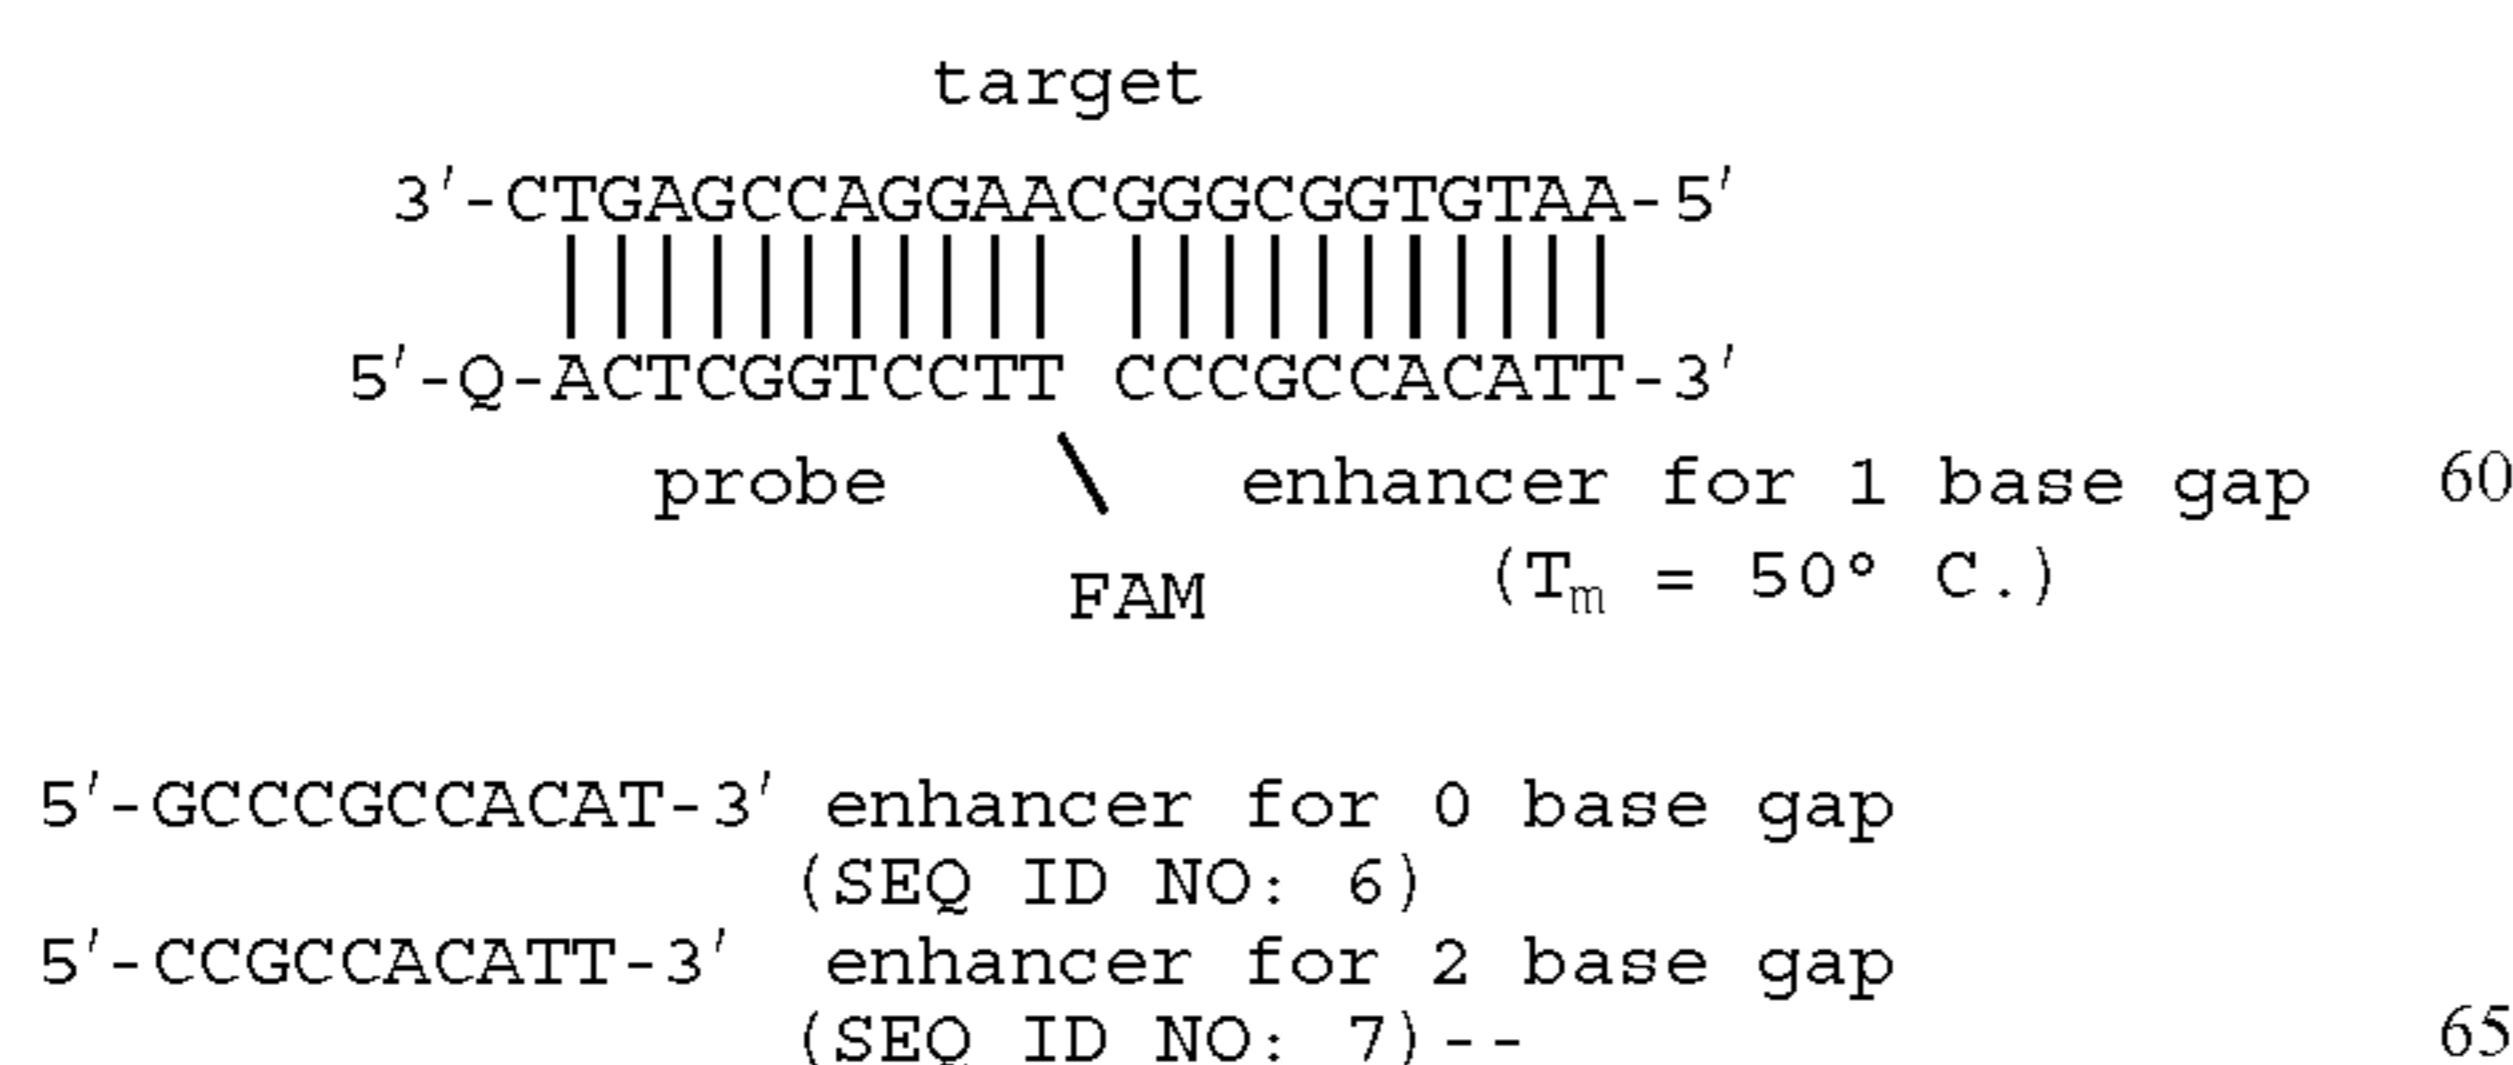 target
3'-CTGAGCCAGGAACGGGCGGTGTAA-5'
5'-Q-ACTCGGTCCTT CCCGCCACATT-3'
probe \ enhancer for 1 base gap 60
FAM (Tm = 50° C.)
5'-GCCCGCCACAT-3' enhancer for 0 base gap
(SEQ ID NO: 6)
5'-CCGCCACATT-3' enhancer for 2 base gap
(SEQ ID NO: 7)-- 65